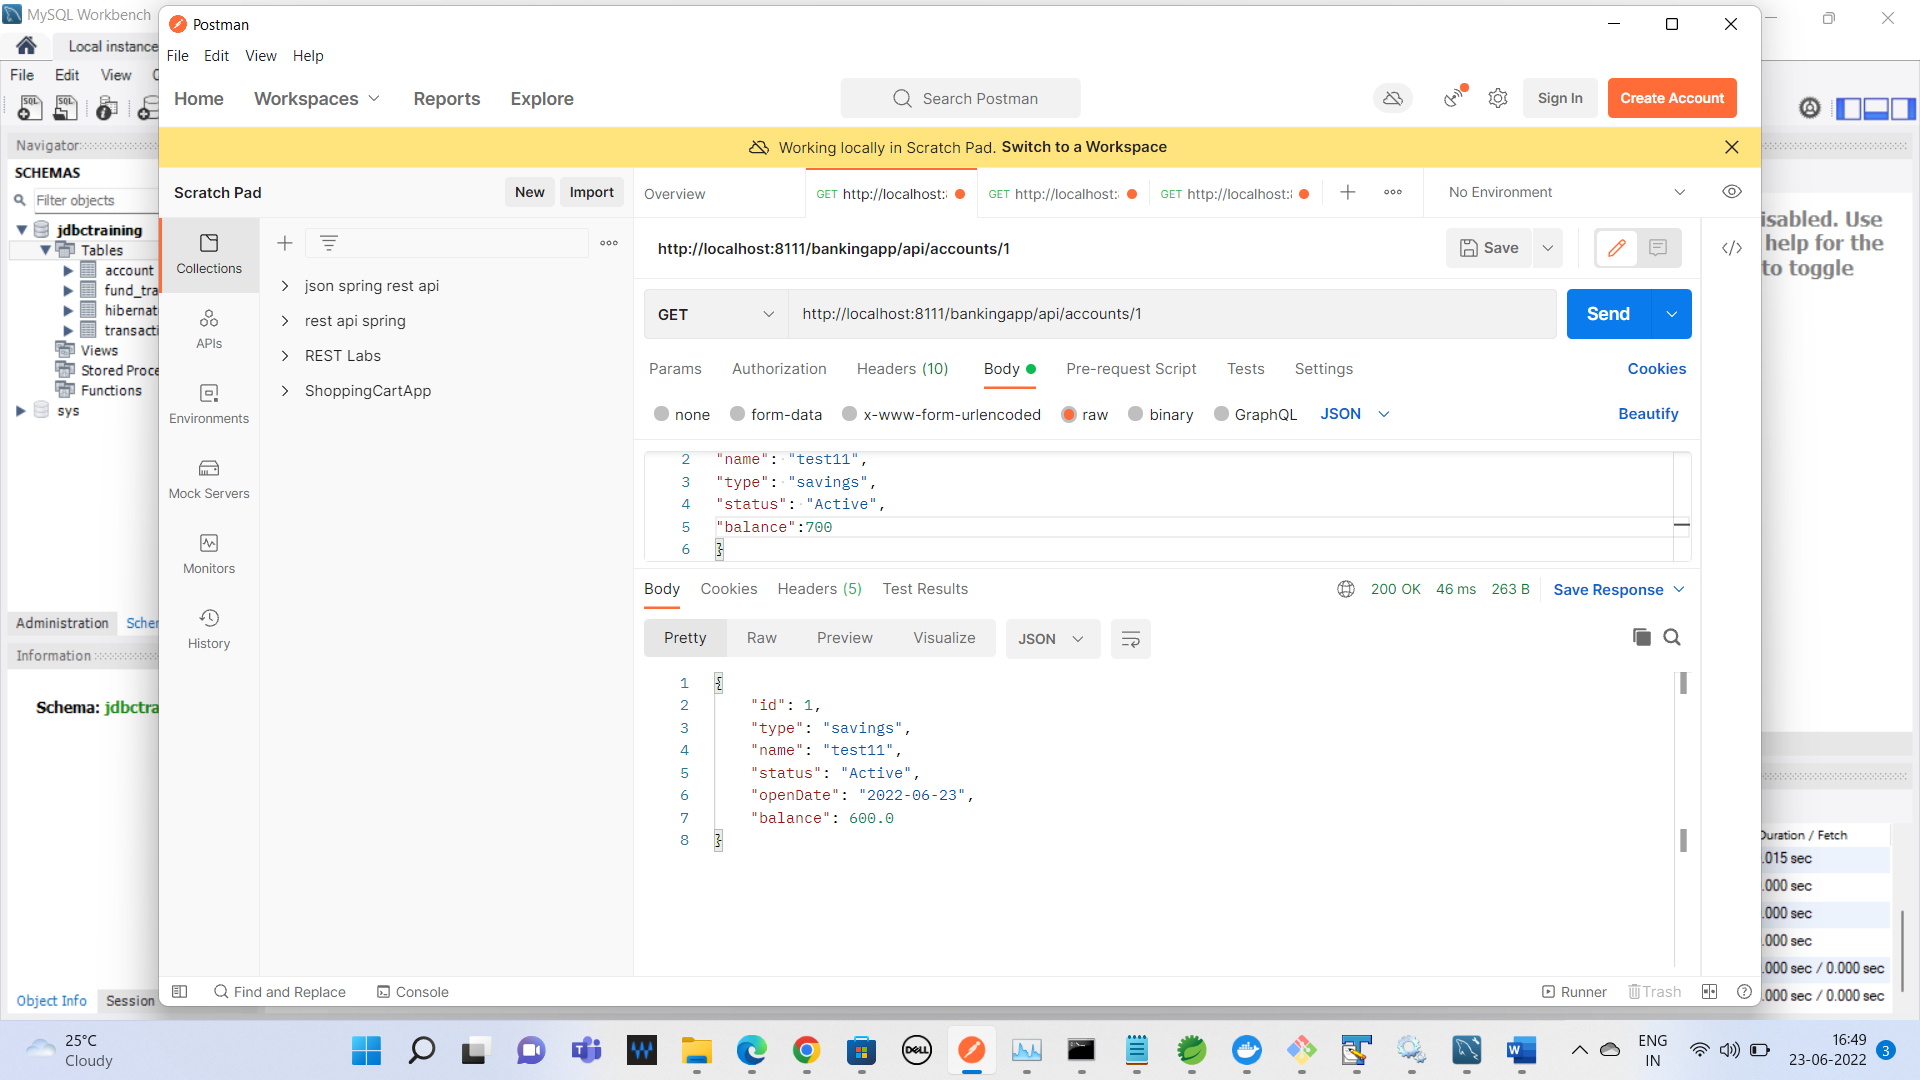 MySQL Workbench
Local instance
File Edit View
Navigator
SCHEMAS
Filter objects
jdbctraining
Tables
account
fund_tra
hibernat
transacti
Views
Stored Proce
Functions
sys
Administration Scher
Information
Schema: jdbctra
Object Info Session
Postman
File Edit View Help
Home Workspaces Reports Explore
Search Postman
Sign In
Create Account
Working locally in Scratch Pad. Switch to a Workspace
Scratch Pad
New Import
Collections
APIs
Environments
Mock Servers
Monitors
History
json spring rest api
rest api spring
REST Labs
ShoppingCartApp
Overview
GET http://localhost:
GET http://localhost:
GET http://localhost:
No Environment
http://localhost:8111/bankingapp/api/accounts/1
Save
GET
http://localhost:8111/bankingapp/api/accounts/1
Send
Params Authorization Headers (10) Body Pre-request Script Tests Settings
Cookies
none form-data x-www-form-urlencoded raw binary GraphQL JSON
Beautify
2 "name": "test11",
3 "type": "savings",
4 "status": "Active",
5 "balance":700
6 }
Body Cookies Headers (5) Test Results
200 OK 46 ms 263 B Save Response
Pretty Raw Preview Visualize JSON
1 {
2 "id": 1,
3 "type": "savings",
4 "name": "test11",
5 "status": "Active",
6 "openDate": "2022-06-23",
7 "balance": 600.0
8 }
Find and Replace Console
Runner Trash
isabled. Use
help for the
to toggle
Duration / Fetch
.015 sec
.000 sec
.000 sec
.000 sec
.000 sec / 0.000 sec
.000 sec / 0.000 sec
25°C
Cloudy
DELL
W
ENG
IN
16:49
23-06-2022
3